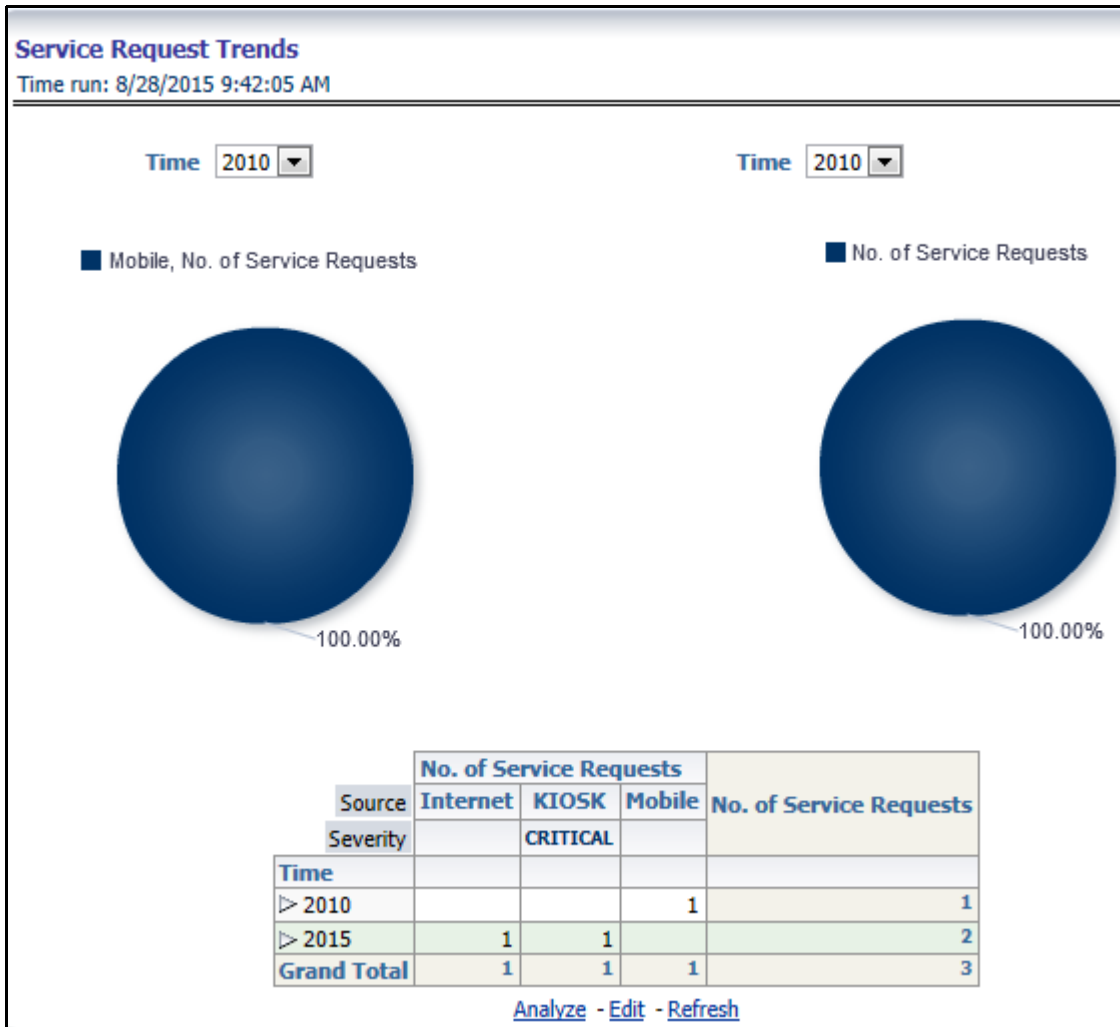 Service Request Trends
Time run: 8/28/2015 9:42:05 AM
Time 2010
Time 2010
Mobile, No. of Service Requests
No. of Service Requests
100.00%
100.00%
No. of Service Requests
Source Internet KIOSK Mobile No. of Service Requests
Severity CRITICAL
Time
2010 1 1
2015 1 1 2
Grand Total 1 1 1 3
Analyze - Edit - Refresh